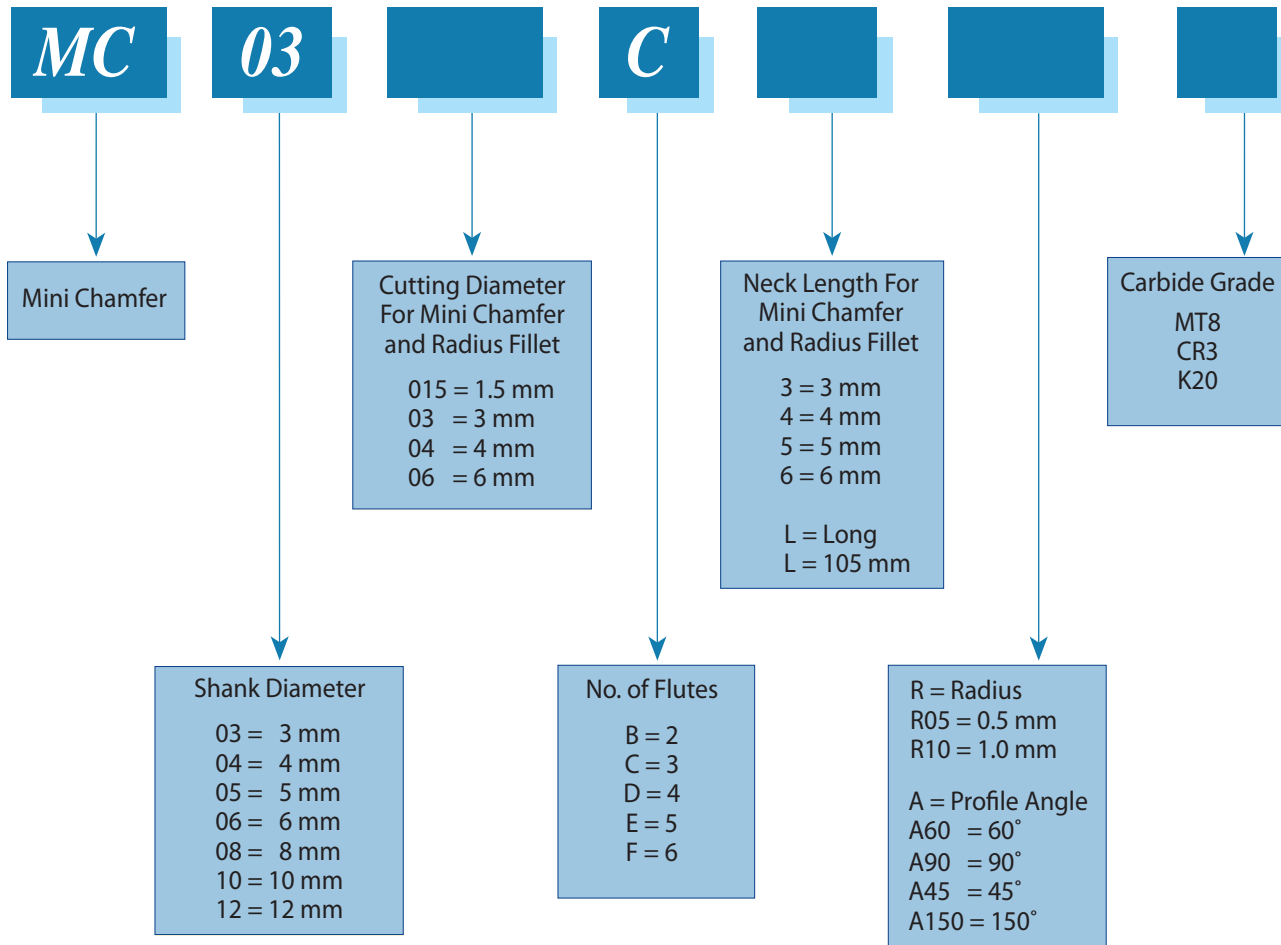 MC 03 C
Mini Chamfer
Cutting Diameter
For Mini Chamfer
and Radius Fillet
015 = 1.5 mm
03 = 3 mm
04 = 4 mm
06 = 6 mm
Neck Length For
Mini Chamfer
and Radius Fillet
3 = 3 mm
4 = 4 mm
5 = 5 mm
6 = 6 mm
L = Long
L = 105 mm
Carbide Grade
MT8
CR3
K20
Shank Diameter
03 = 3 mm
04 = 4 mm
05 = 5 mm
06 = 6 mm
08 = 8 mm
10 = 10 mm
12 = 12 mm
No. of Flutes
B = 2
C = 3
D = 4
E = 5
F = 6
R = Radius
R05 = 0.5 mm
R10 = 1.0 mm
A = Profile Angle
A60 = 60˚
A90 = 90˚
A45 = 45˚
A150 = 150˚